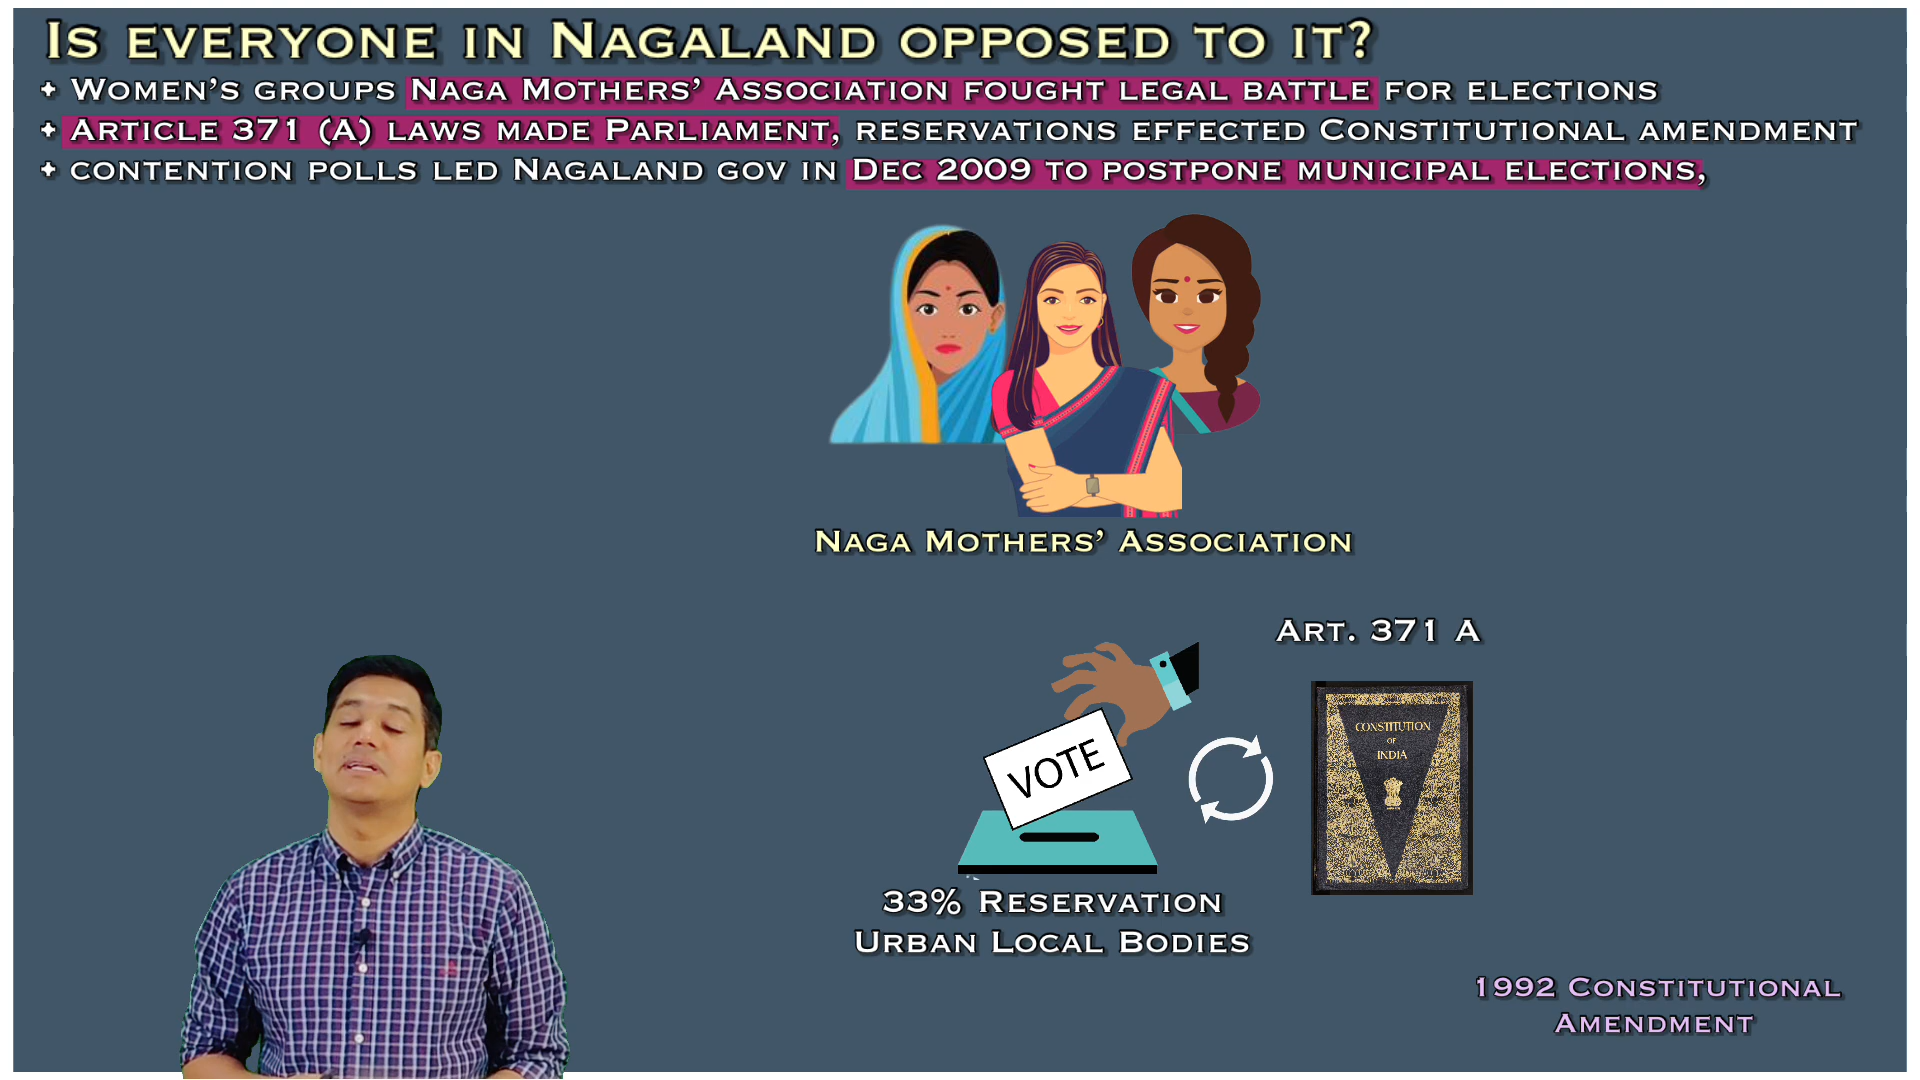 Is everyone in Nagaland opposed to it?
+ Women's groups Naga Mothers' Association fought legal battle for elections
+ Article 371 (A) laws made Parliament, reservations effected Constitutional amendment
+ contention polls led Nagaland gov in Dec 2009 to postpone municipal elections,
Naga Mothers' Association
Art. 371 A
VOTE
CONSTITUTION
OF
INDIA
33% Reservation
Urban Local Bodies
1992 Constitutional
Amendment